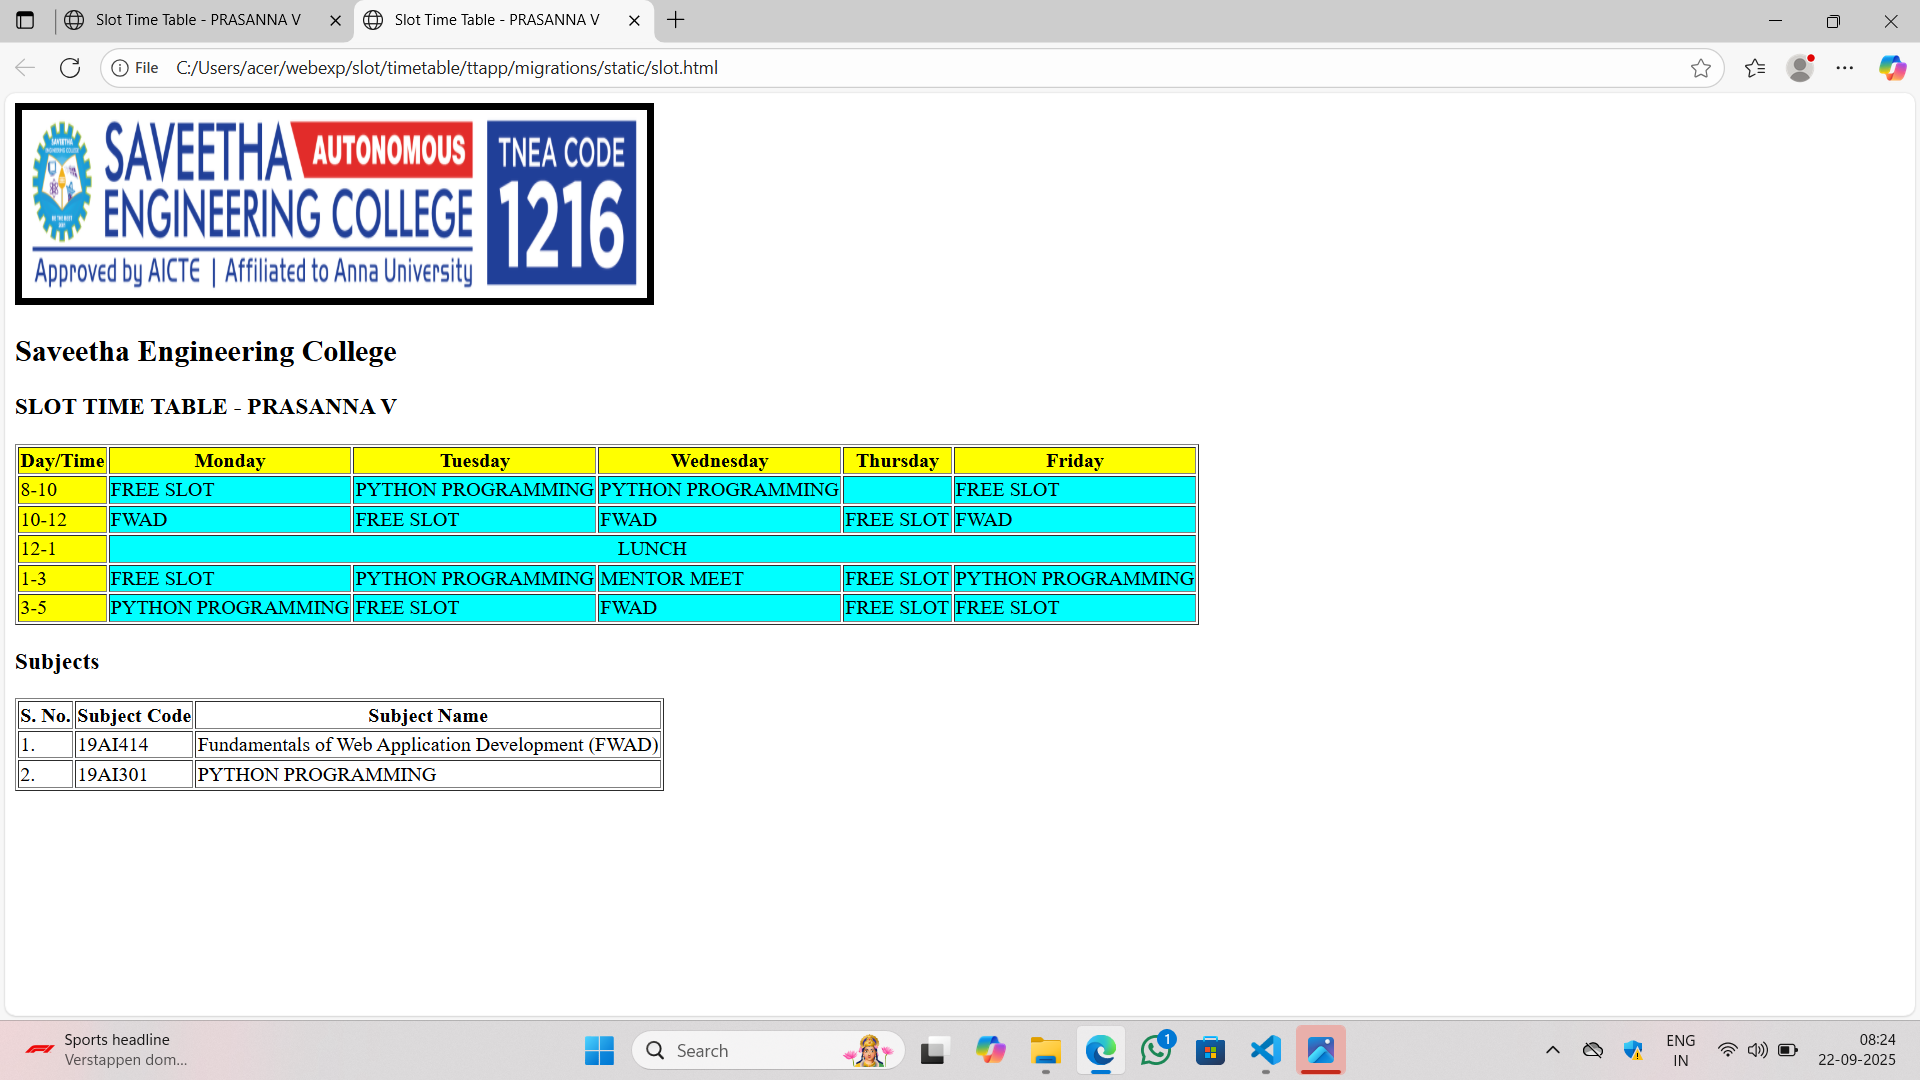 Slot Time Table - PRASANNA V
Slot Time Table - PRASANNA V
File C:/Users/acer/webexp/slot/timetable/ttapp/migrations/static/slot.html
SAVEETHA AUTONOMOUS
ENGINEERING COLLEGE
Approved by AICTE | Affiliated to Anna University
TNEA CODE
1216
Saveetha Engineering College
SLOT TIME TABLE - PRASANNA V
Day/Time Monday Tuesday Wednesday Thursday Friday
8-10 FREE SLOT PYTHON PROGRAMMING PYTHON PROGRAMMING FREE SLOT
10-12 FWAD FREE SLOT FWAD FREE SLOT FWAD
12-1 LUNCH
1-3 FREE SLOT PYTHON PROGRAMMING MENTOR MEET FREE SLOT PYTHON PROGRAMMING
3-5 PYTHON PROGRAMMING FREE SLOT FWAD FREE SLOT FREE SLOT
Subjects
S. No. Subject Code Subject Name
1. 19AI414 Fundamentals of Web Application Development (FWAD)
2. 19AI301 PYTHON PROGRAMMING
Sports headline
Verstappen dom...
Search
1
ENG
IN
08:24
22-09-2025